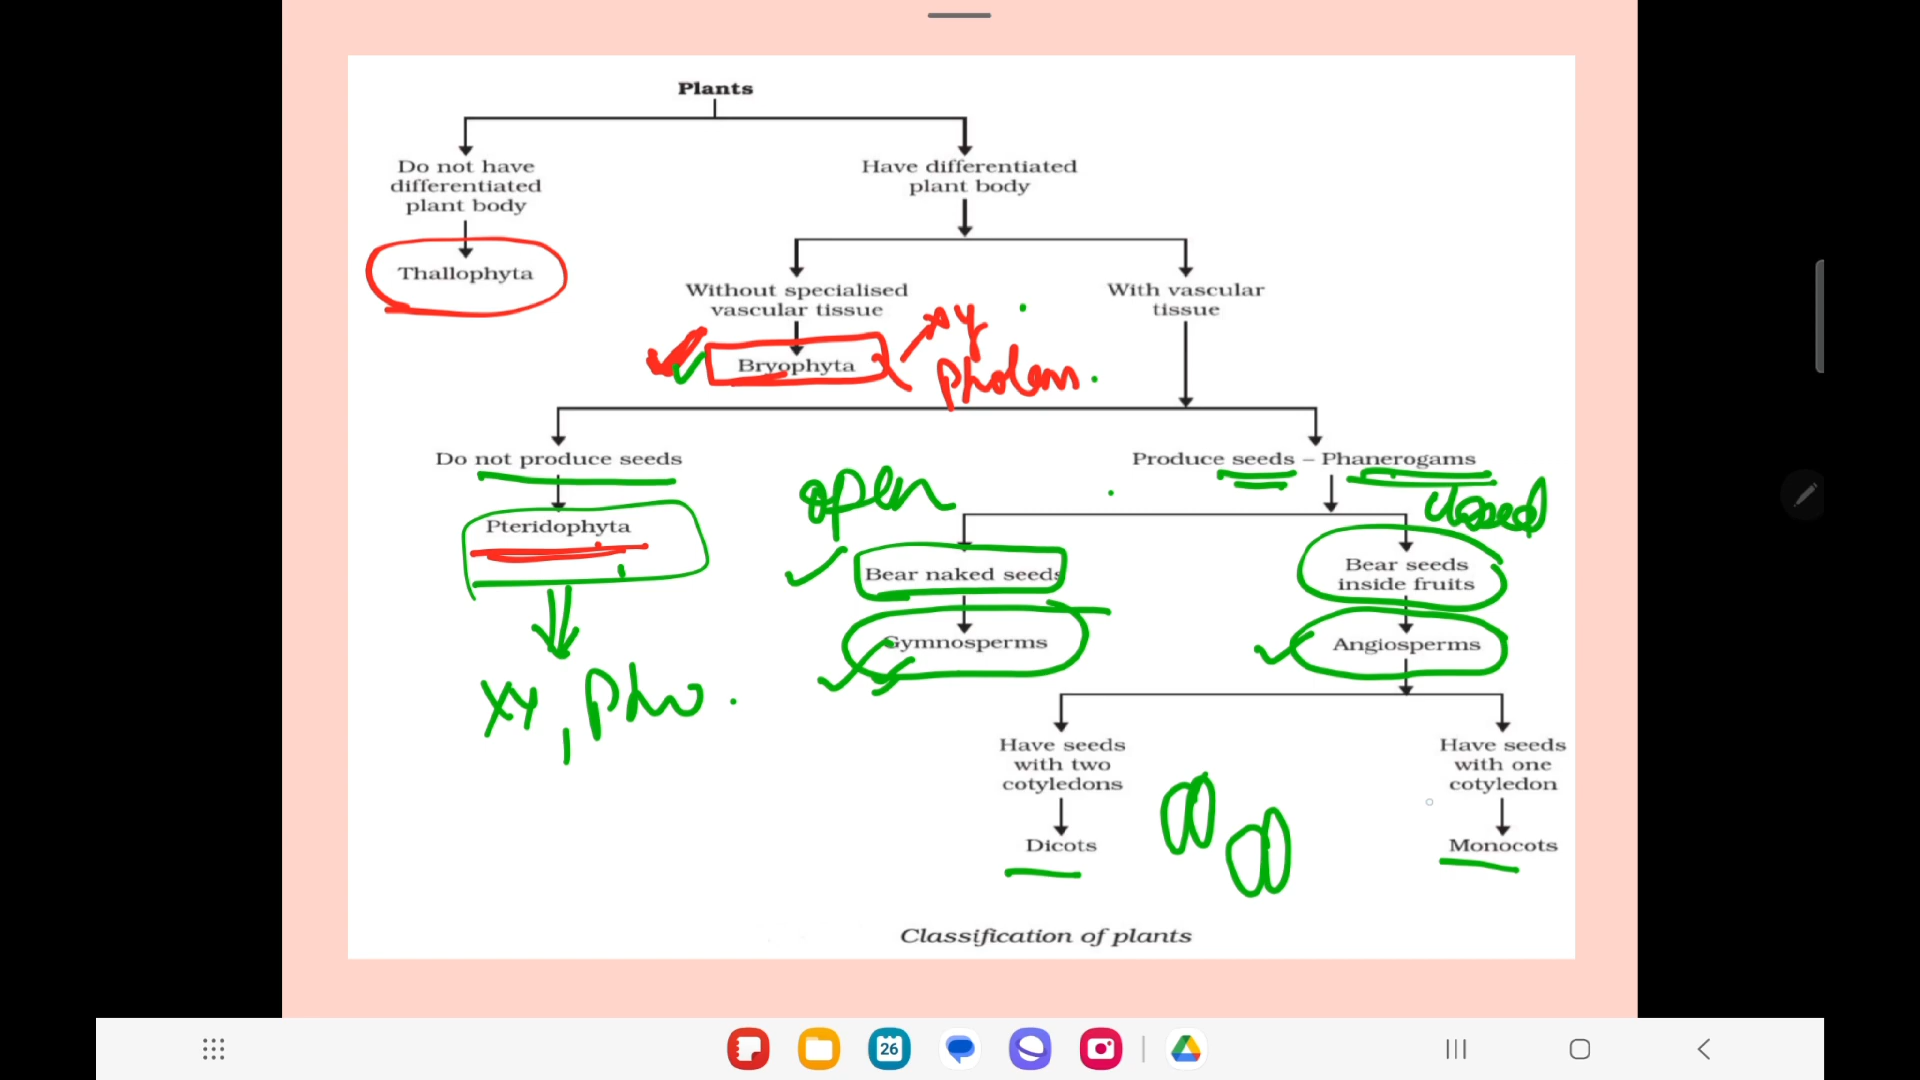 Plants
Do not have
differentiated
plant body
Have differentiated
plant body
Thallophyta
Without specialised
vascular tissue
With vascular
tissue
xy
Bryophyta
phloem
Do not produce seeds
Produce seeds – Phanerogams
open
closed
Pteridophyta
Bear naked seeds
Bear seeds
inside fruits
Gymnosperms
Angiosperms
xy, phlo
Have seeds
with two
cotyledons
Have seeds
with one
cotyledon
Dicots
Monocots
Classification of plants
26